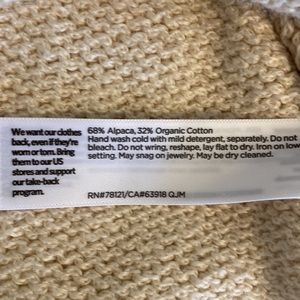 We want our clothes
back, even if they're
worn or torn. Bring
them to our US
stores and support
our take-back
program.
68% Alpaca, 32% Organic Cotton
Hand wash cold with mild detergent, separately. Do not
bleach. Do not wring, reshape, lay flat to dry. Iron on low
setting. May snag on jewelry. May be dry cleaned.
RN#78121/CA#63918 QJM